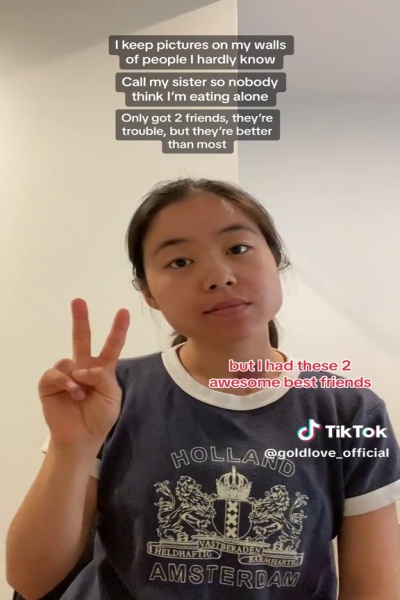 I keep pictures on my walls
of people I hardly know
Call my sister so nobody
think I'm eating alone
Only got 2 friends, they're
trouble, but they're better
than most
but I had these 2
awesome best friends
TikTok
@goldlove_official
HOLLAND
HELDHAFTIG VASTBERADEN BARMHARTIG
AMSTERDAM